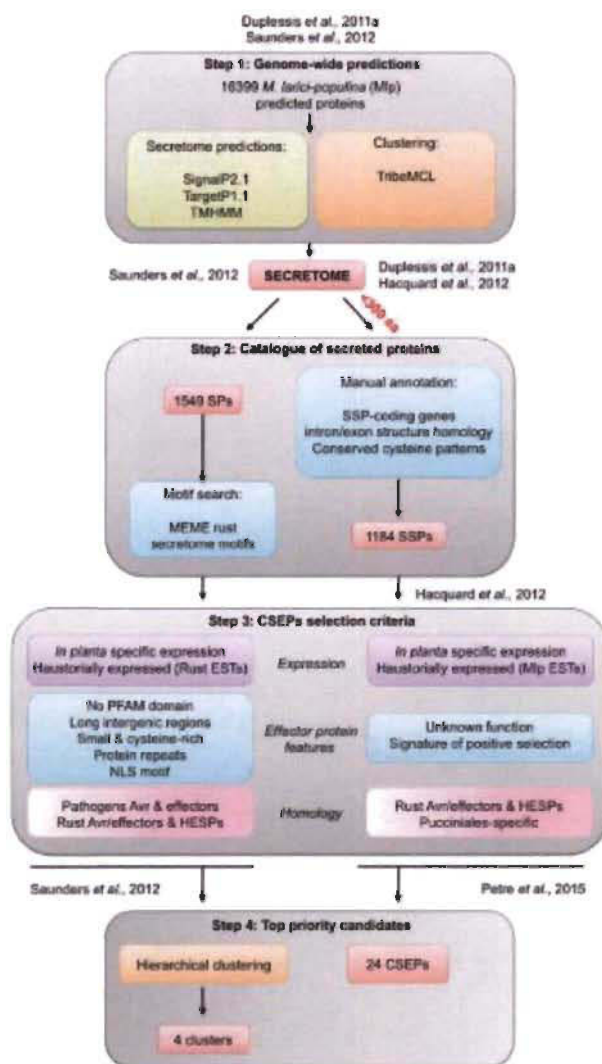 Duplessis et al., 2011a
Saunders et al., 2012
Step 1: Genome-wide predictions
16399 M. larici-populina (Mlp)
predicted proteins
Secretome predictions:
SignalP2.1
TargetP1.1
TMHMM
Clustering:
TribeMCL
Saunders et al., 2012
SECRETOME
Duplessis et al., 2011a
Hacquard et al., 2012
<300 aa
Step 2: Catalogue of secreted proteins
1549 SPs
Motif search:
MEME rust
secretome motifs
Manual annotation:
SSP-coding genes
intron/exon structure homology
Conserved cysteine patterns
1184 SSPs
Hacquard et al., 2012
Step 3: CSEPs selection criteria
In planta specific expression
Haustorially expressed (Rust ESTs)
Expression
In planta specific expression
Haustorially expressed (Mlp ESTs)
No PFAM domain
Long intergenic regions
Small & cysteine-rich
Protein repeats
NLS motif
Effector protein
features
Unknown function
Signature of positive selection
Pathogens Avr & effectors
Rust Avr/effectors & HESPs
Homology
Rust Avr/effectors & HESPs
Pucciniales-specific
Saunders et al., 2012
Petre et al., 2015
Step 4: Top priority candidates
Hierarchical clustering
4 clusters
24 CSEPs